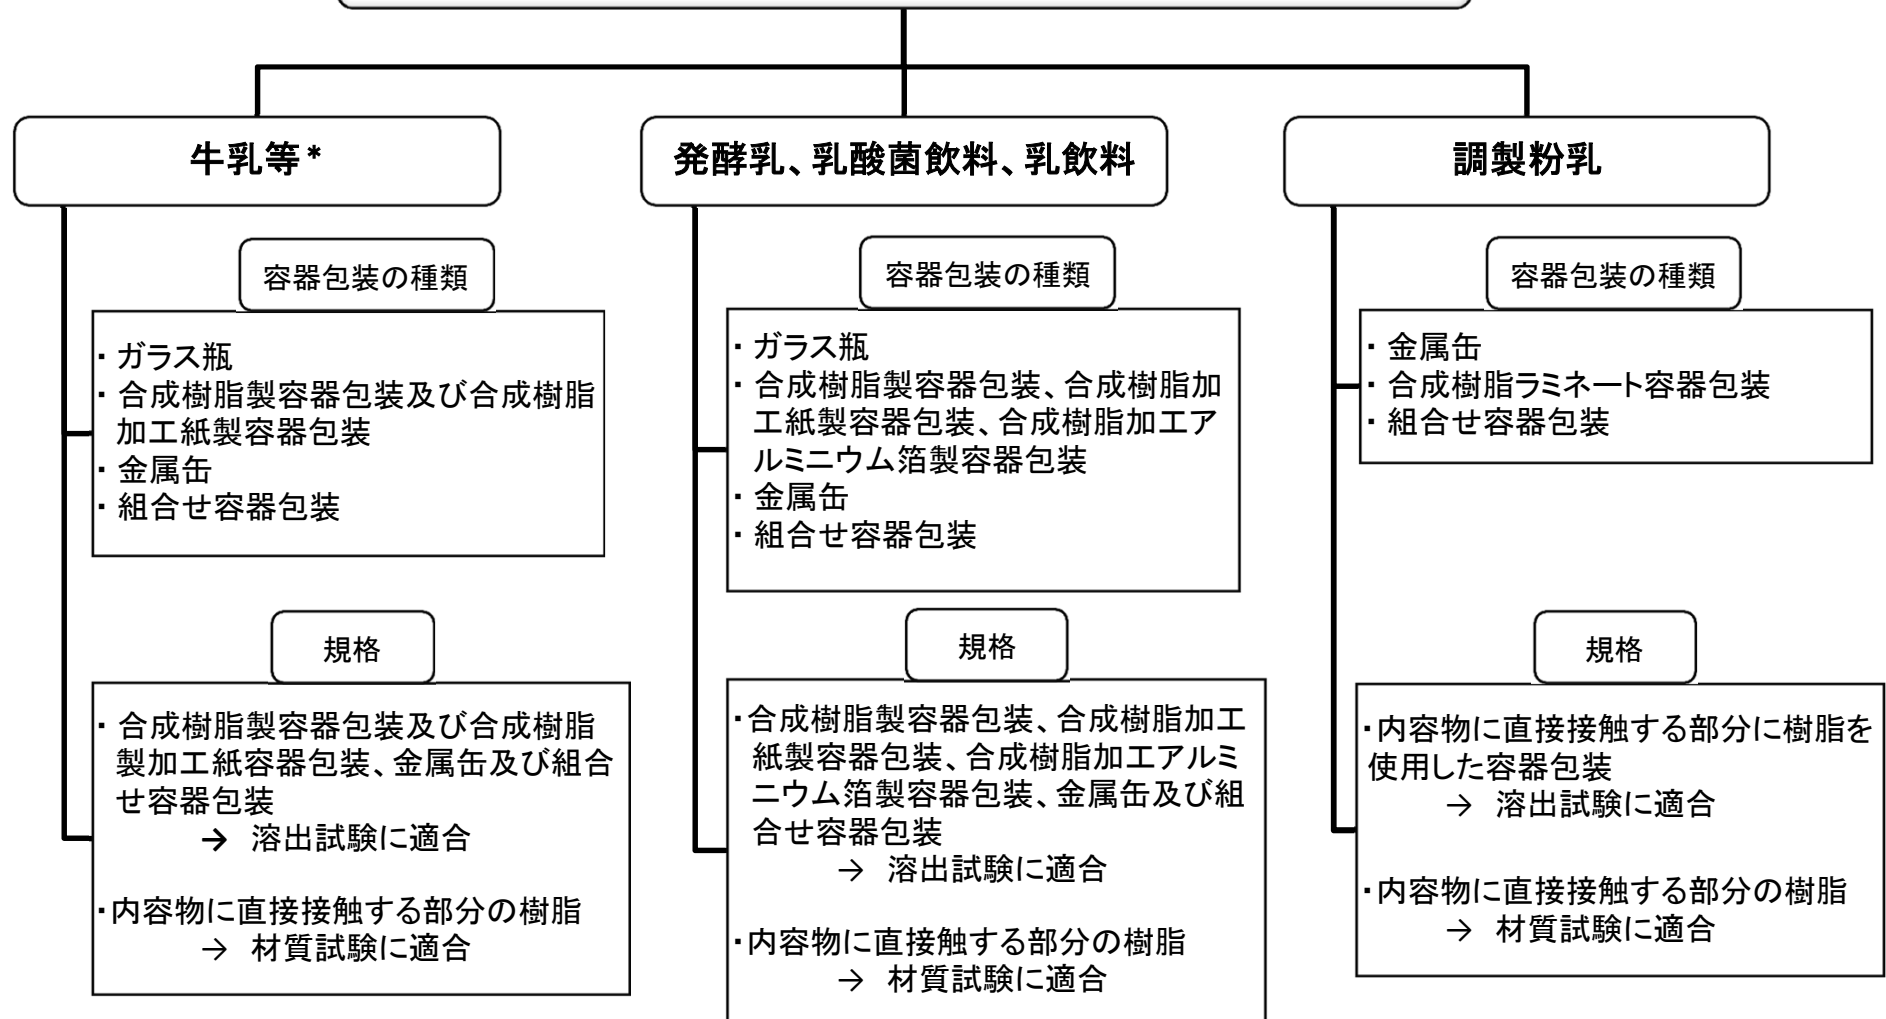 牛乳等*
容器包装の種類
・ ガラス瓶
・ 合成樹脂製容器包装及び合成樹脂
加工紙製容器包装
・ 金属缶
・ 組合せ容器包装
規格
・ 合成樹脂製容器包装及び合成樹脂
製加工紙容器包装、金属缶及び組合
せ容器包装
→ 溶出試験に適合
・内容物に直接接触する部分の樹脂
→ 材質試験に適合
発酵乳、乳酸菌飲料、乳飲料
容器包装の種類
・ ガラス瓶
・ 合成樹脂製容器包装、合成樹脂加
工紙製容器包装、合成樹脂加工ア
ルミニウム箔製容器包装
・ 金属缶
・ 組合せ容器包装
規格
・合成樹脂製容器包装、合成樹脂加工
紙製容器包装、合成樹脂加工アルミ
ニウム箔製容器包装、金属缶及び組
合せ容器包装
→ 溶出試験に適合
・内容物に直接触する部分の樹脂
→ 材質試験に適合
調製粉乳
容器包装の種類
・ 金属缶
・ 合成樹脂ラミネート容器包装
・ 組合せ容器包装
規格
・内容物に直接接触する部分に樹脂を
使用した容器包装
→ 溶出試験に適合
・内容物に直接接触する部分の樹脂
→ 材質試験に適合